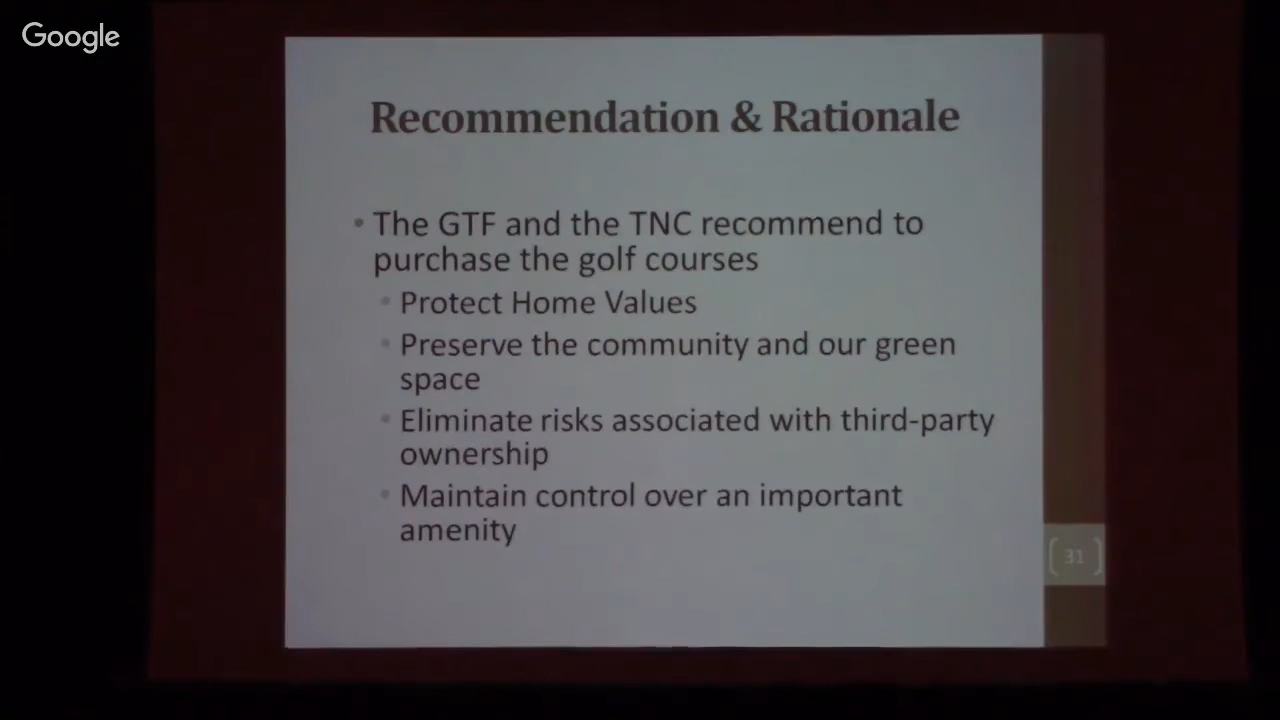 Google
Recommendation & Rationale
• The GTF and the TNC recommend to
purchase the golf courses
• Protect Home Values
• Preserve the community and our green
space
• Eliminate risks associated with third-party
ownership
• Maintain control over an important
amenity
31